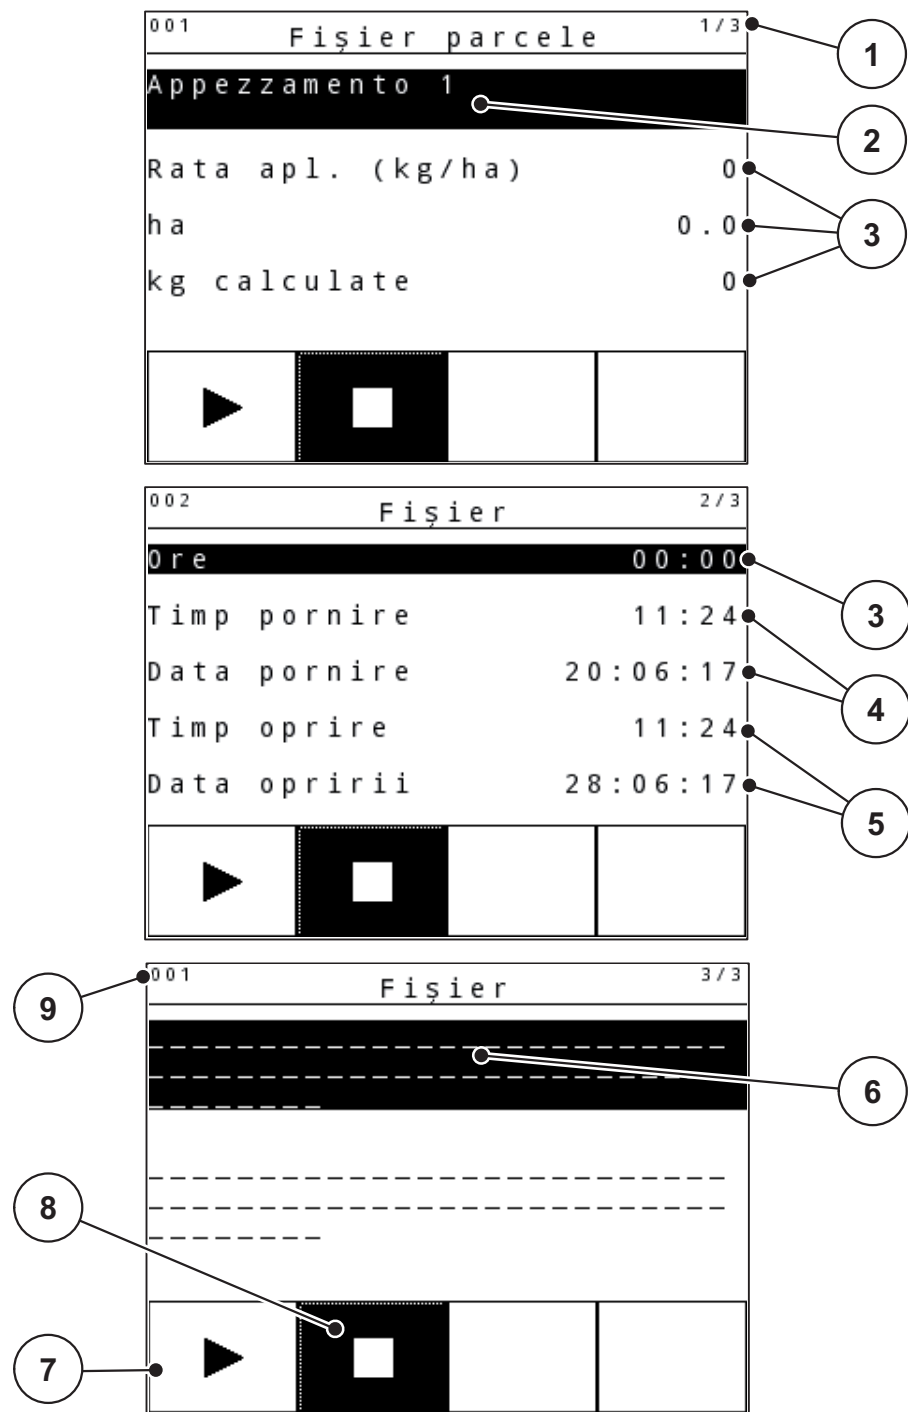 001 Fișier parcele 1/3
1
Appezzamento 1
2
Rata apl. (kg/ha) 0
ha 0.0
3
kg calculate 0
002 Fișier 2/3
Ore 00:00
3
Timp pornire 11:24
Data pornire 20:06:17
4
Timp oprire 11:24
Data opririi 28:06:17
5
001 Fișier 3/3
9
6
8
7